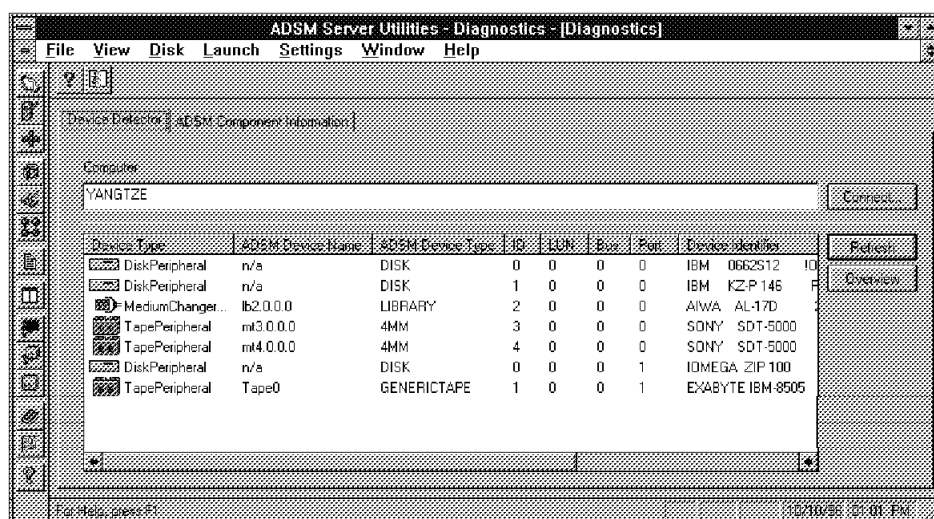 ADSM Server Utilities - Diagnostics - [Diagnostics]
File View Disk Launch Settings Window Help
Device Detector ADSM Component Information
Computer
YANGTZE
Connect...
Device Type ADSM Device Name ADSM Device Type ID LUN Bus Port Device Identifier
Refresh
DiskPeripheral n/a DISK 0 0 0 0 IBM 0662S12
Overview
DiskPeripheral n/a DISK 1 0 0 0 IBM KZ-P 146
MediumChanger... lb2.0.0.0 LIBRARY 2 0 0 0 AIWA AL-17D
TapePeripheral mt3.0.0.0 4MM 3 0 0 0 SONY SDT-5000
TapePeripheral mt4.0.0.0 4MM 4 0 0 0 SONY SDT-5000
DiskPeripheral n/a DISK 0 0 0 1 IOMEGA ZIP 100
TapePeripheral Tape0 GENERICTAPE 1 0 0 1 EXABYTE IBM-8505
For Help, press F1
10/10/96 01:01 PM